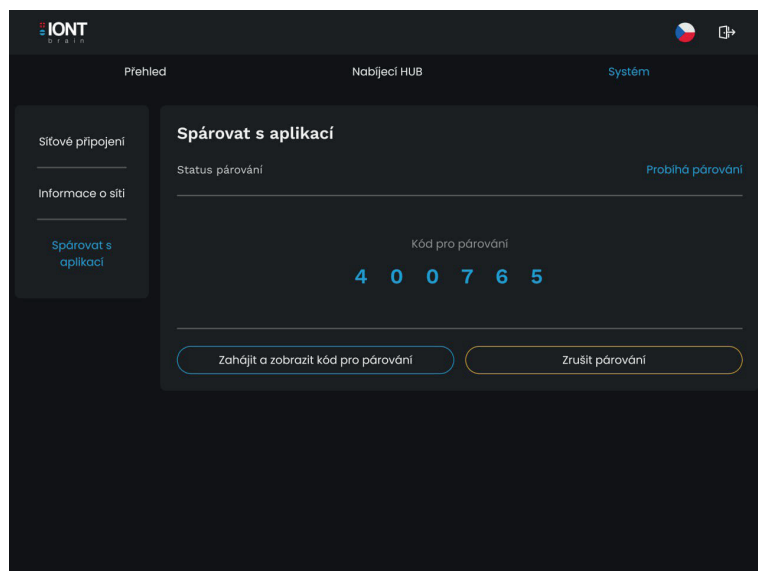 IONT
brain
Přehled
Nabíjecí HUB
Systém
Síťové připojení
Informace o síti
Spárovat s
aplikací
Spárovat s aplikací
Status párování
Probíhá párování
Kód pro párování
4 0 0 7 6 5
Zahájit a zobrazit kód pro párování
Zrušit párování